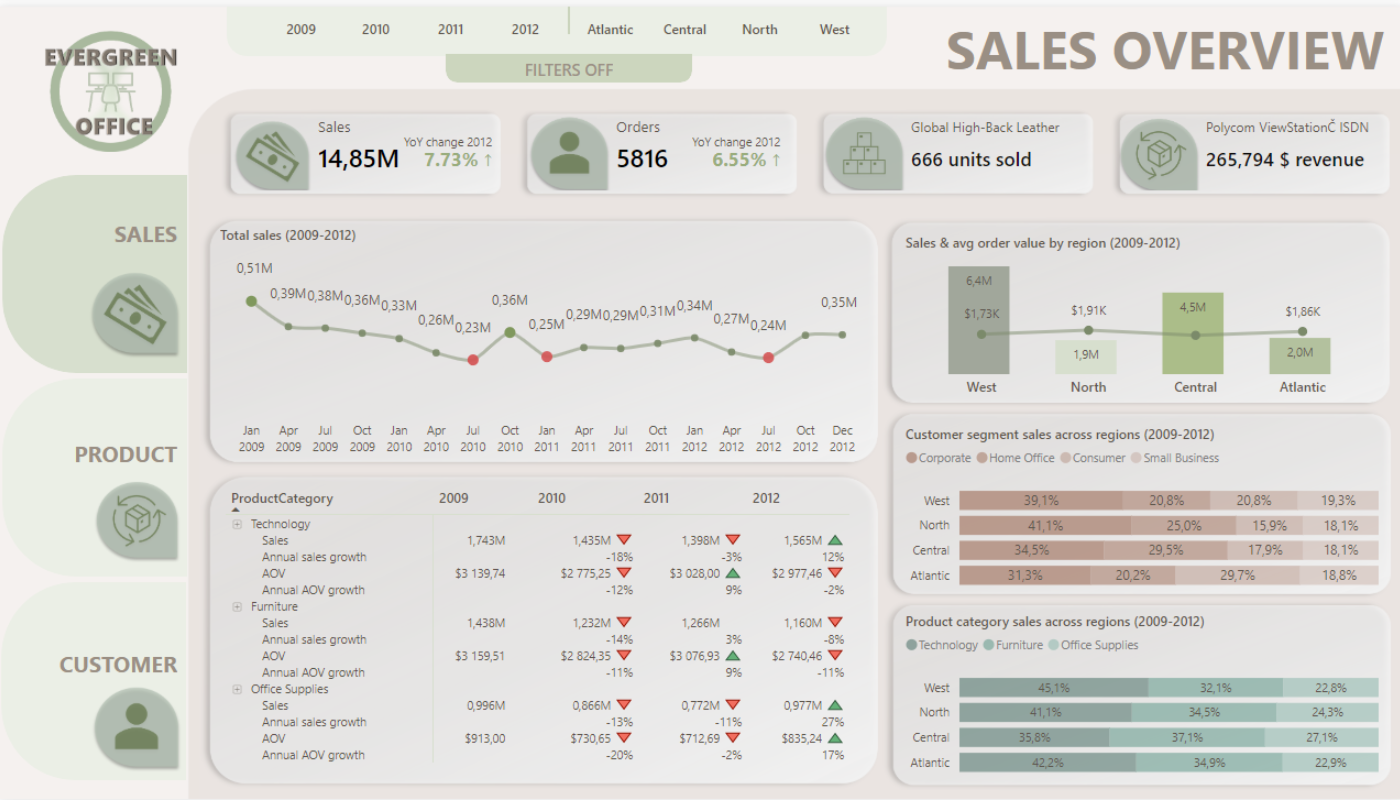 EVERGREEN
OFFICE
2009 2010 2011 2012 Atlantic Central North West
FILTERS OFF
SALES OVERVIEW
SALES
PRODUCT
CUSTOMER
Sales
14,85M
YoY change 2012
7.73% ↑
Orders
5816
YoY change 2012
6.55% ↑
Global High-Back Leather
666 units sold
Polycom ViewStationČ ISDN
265,794 $ revenue
Total sales (2009-2012)
0,51M 0,39M 0,38M 0,36M 0,33M 0,26M 0,23M 0,36M 0,25M 0,29M 0,29M 0,31M 0,34M 0,27M 0,24M 0,35M
Jan Apr Jul Oct Jan Apr Jul Oct Jan Apr Jul Oct Jan Apr Jul Oct Dec
2009 2009 2009 2009 2010 2010 2010 2010 2011 2011 2011 2011 2012 2012 2012 2012 2012
ProductCategory 2009 2010 2011 2012
Technology
Sales 1,743M 1,435M 1,398M 1,565M
Annual sales growth -18% -3% 12%
AOV $3 139,74 $2 775,25 $3 028,00 $2 977,46
Annual AOV growth -12% 9% -2%
Furniture
Sales 1,438M 1,232M 1,266M 1,160M
Annual sales growth -14% 3% -8%
AOV $3 159,51 $2 824,35 $3 076,93 $2 740,46
Annual AOV growth -11% 9% -11%
Office Supplies
Sales 0,996M 0,866M 0,772M 0,977M
Annual sales growth -13% -11% 27%
AOV $913,00 $730,65 $712,69 $835,24
Annual AOV growth -20% -2% 17%
Sales & avg order value by region (2009-2012)
6,4M 1,9M 4,5M 2,0M
$1,73K $1,91K $1,86K
West North Central Atlantic
Customer segment sales across regions (2009-2012)
Corporate Home Office Consumer Small Business
West 39,1% 20,8% 20,8% 19,3%
North 41,1% 25,0% 15,9% 18,1%
Central 34,5% 29,5% 17,9% 18,1%
Atlantic 31,3% 20,2% 29,7% 18,8%
Product category sales across regions (2009-2012)
Technology Furniture Office Supplies
West 45,1% 32,1% 22,8%
North 41,1% 34,5% 24,3%
Central 35,8% 37,1% 27,1%
Atlantic 42,2% 34,9% 22,9%